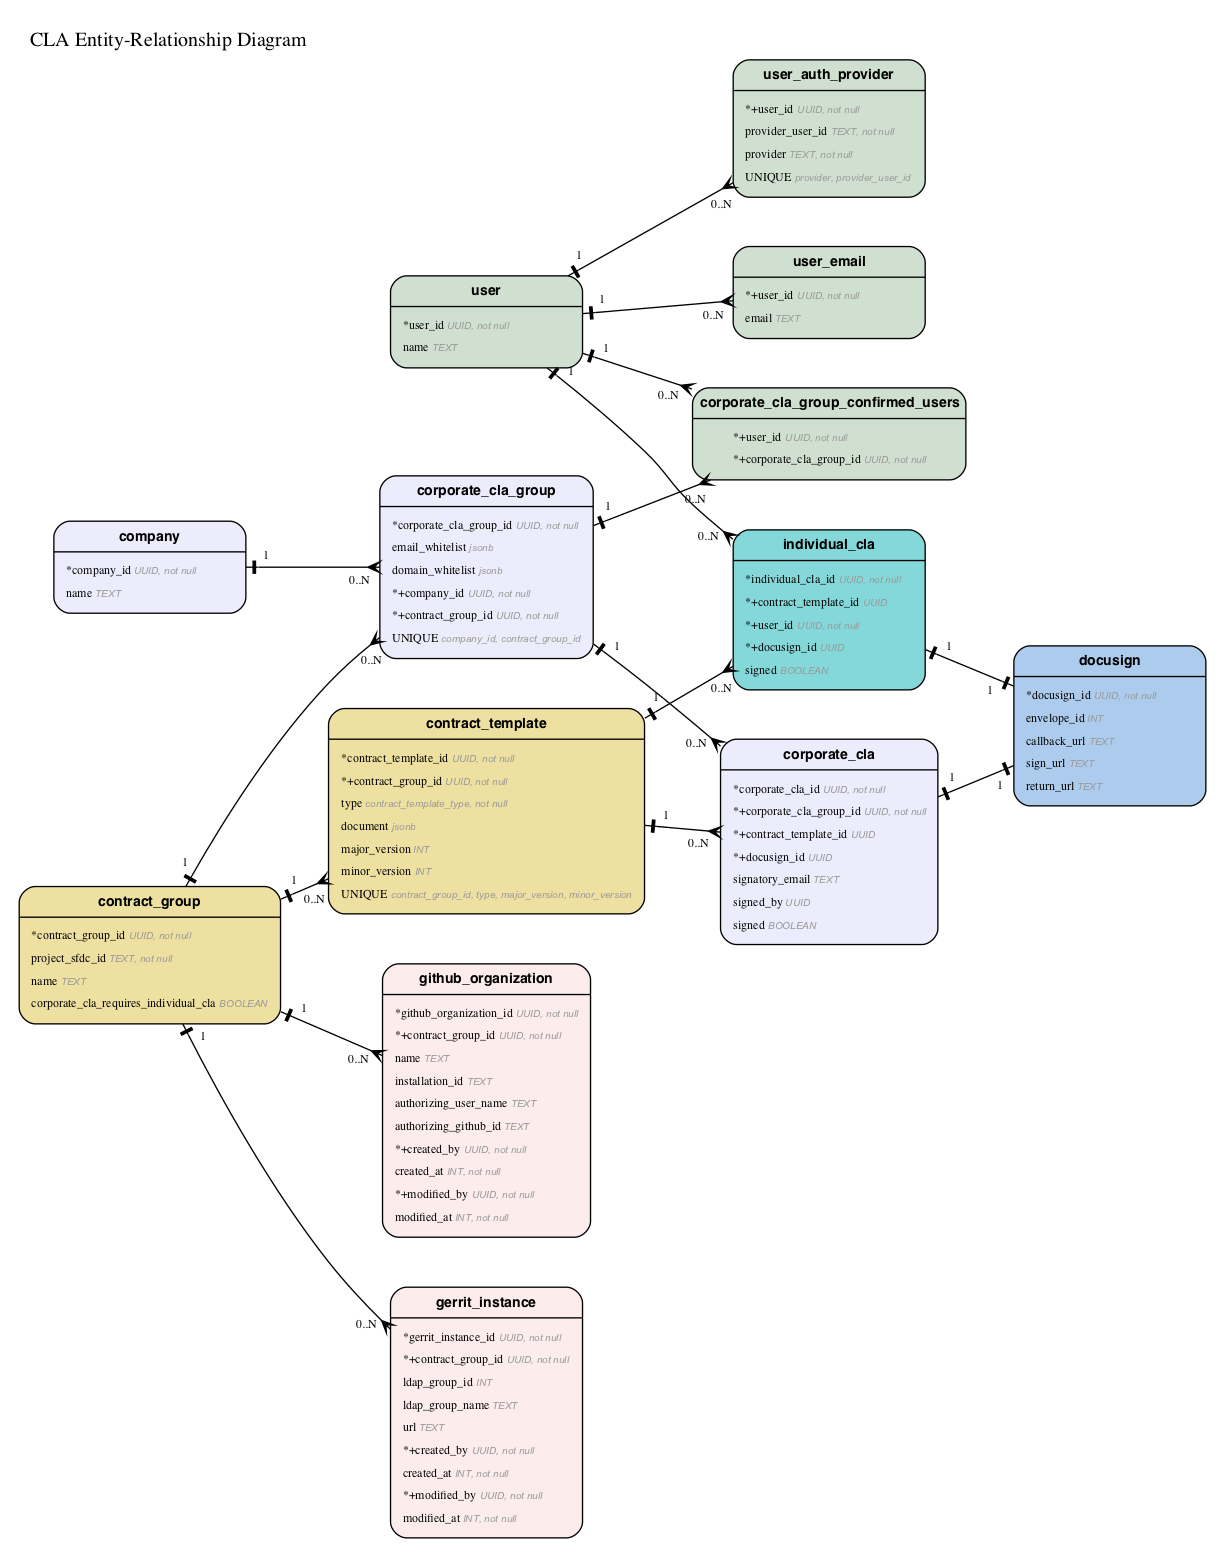 CLA Entity-Relationship Diagram
user_auth_provider
*+user_id UUID, not null
provider_user_id TEXT, not null
provider TEXT, not null
UNIQUE provider, provider_user_id
0..N
1
user_email
*+user_id UUID, not null
email TEXT
1
0..N
user
*user_id UUID, not null
name TEXT
1
0..N
1
corporate_cla_group_confirmed_users
*+user_id UUID, not null
*+corporate_cla_group_id UUID, not null
0..N
1
0..N
corporate_cla_group
*corporate_cla_group_id UUID, not null
email_whitelist jsonb
domain_whitelist jsonb
*+company_id UUID, not null
*+contract_group_id UUID, not null
UNIQUE company_id, contract_group_id
company
*company_id UUID, not null
name TEXT
1
0..N
0..N
1
individual_cla
*individual_cla_id UUID, not null
*+contract_template_id UUID
*+user_id UUID, not null
*+docusign_id UUID
signed BOOLEAN
1
1
0..N
1
docusign
*docusign_id UUID, not null
envelope_id INT
callback_url TEXT
sign_url TEXT
return_url TEXT
contract_template
*contract_template_id UUID, not null
*+contract_group_id UUID, not null
type contract_template_type, not null
document jsonb
major_version INT
minor_version INT
UNIQUE contract_group_id, type, major_version, minor_version
0..N
1
0..N
corporate_cla
*corporate_cla_id UUID, not null
*+corporate_cla_group_id UUID, not null
*+contract_template_id UUID
*+docusign_id UUID
signatory_email TEXT
signed_by UUID
signed BOOLEAN
1
1
1
1
0..N
contract_group
*contract_group_id UUID, not null
project_sfdc_id TEXT, not null
name TEXT
corporate_cla_requires_individual_cla BOOLEAN
1
0..N
1
github_organization
*github_organization_id UUID, not null
*+contract_group_id UUID, not null
name TEXT
installation_id TEXT
authorizing_user_name TEXT
authorizing_github_id TEXT
*+created_by UUID, not null
created_at INT, not null
*+modified_by UUID, not null
modified_at INT, not null
0..N
gerrit_instance
*gerrit_instance_id UUID, not null
*+contract_group_id UUID, not null
ldap_group_id INT
ldap_group_name TEXT
url TEXT
*+created_by UUID, not null
created_at INT, not null
*+modified_by UUID, not null
modified_at INT, not null